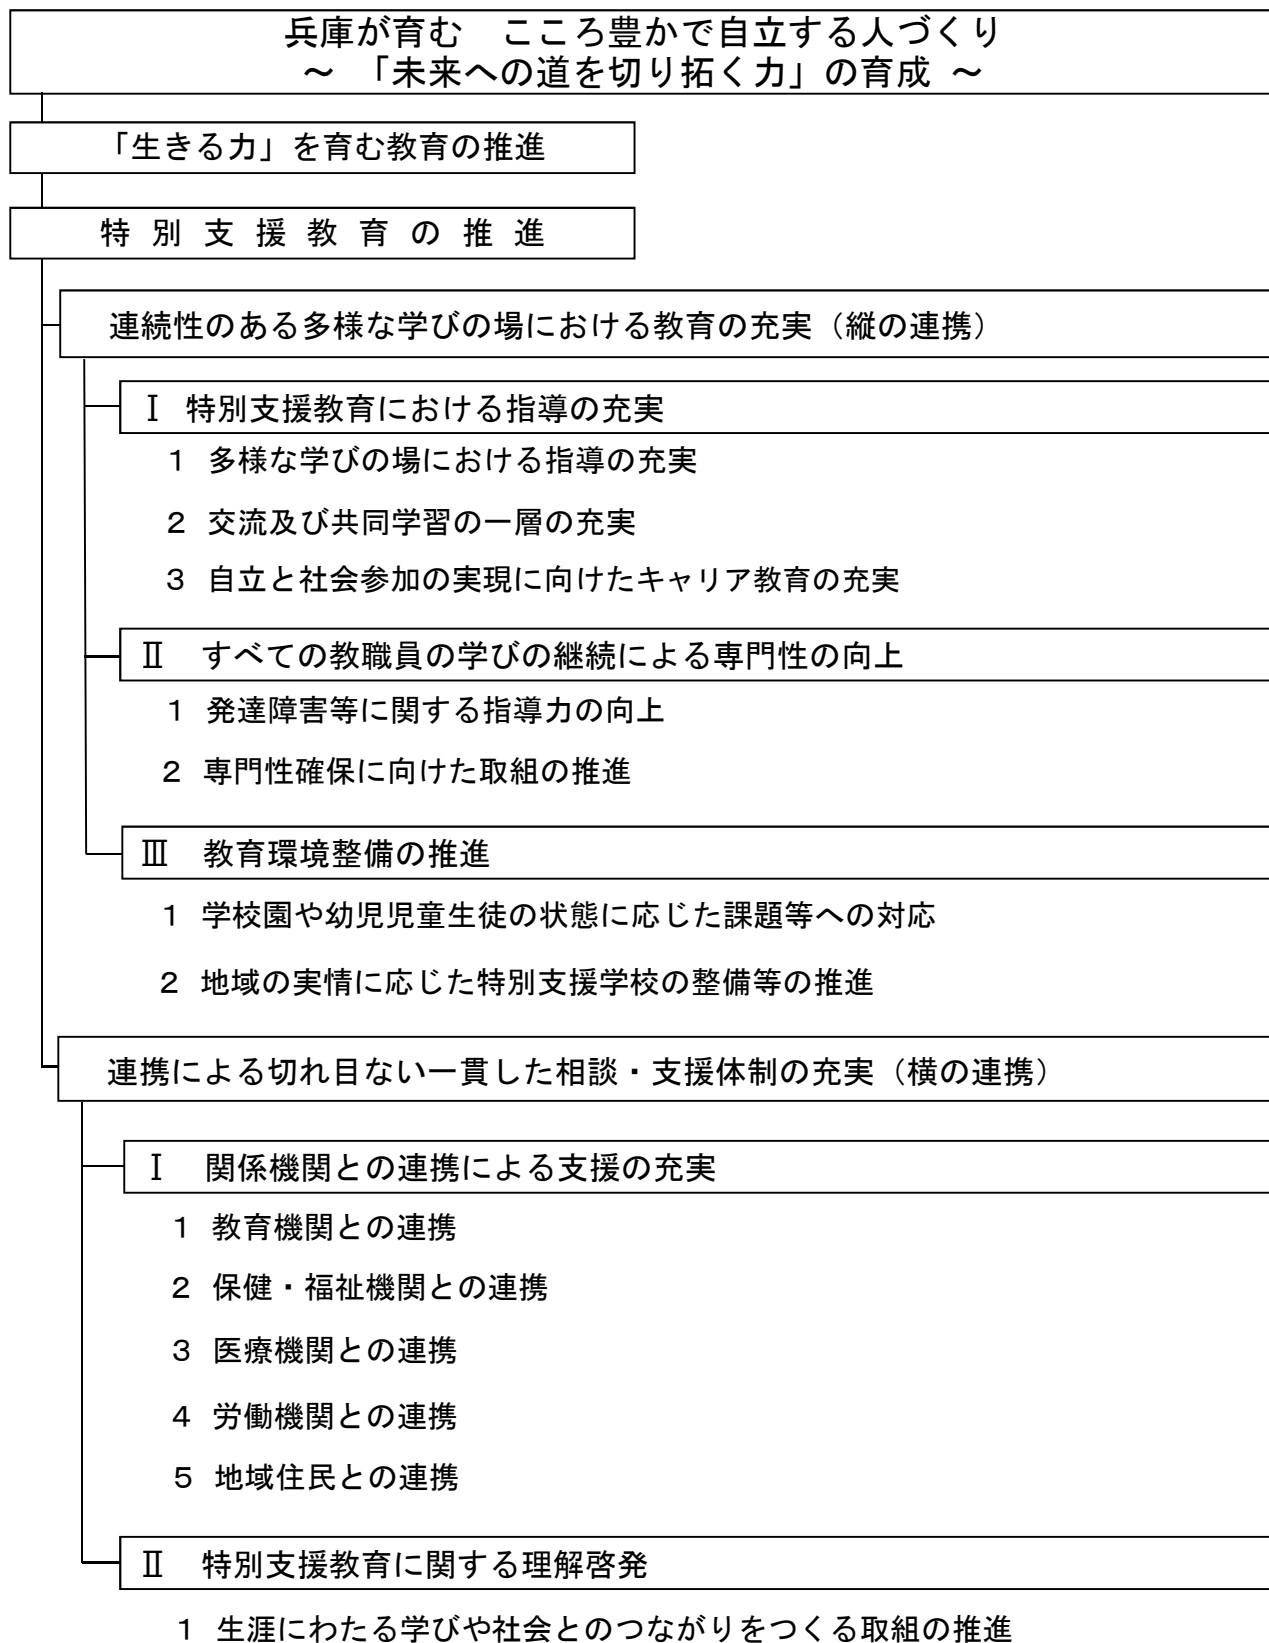 兵庫が育む　こころ豊かで自立する人づくり
～ 「未来への道を切り拓く力」の育成 ～
「生きる力」を育む教育の推進
特 別 支 援 教 育 の 推 進
連続性のある多様な学びの場における教育の充実（縦の連携）
Ⅰ 特別支援教育における指導の充実
１ 多様な学びの場における指導の充実
２ 交流及び共同学習の一層の充実
３ 自立と社会参加の実現に向けたキャリア教育の充実
Ⅱ すべての教職員の学びの継続による専門性の向上
１ 発達障害等に関する指導力の向上
２ 専門性確保に向けた取組の推進
Ⅲ 教育環境整備の推進
１ 学校園や幼児児童生徒の状態に応じた課題等への対応
２ 地域の実情に応じた特別支援学校の整備等の推進
連携による切れ目ない一貫した相談・支援体制の充実（横の連携）
Ⅰ 関係機関との連携による支援の充実
１ 教育機関との連携
２ 保健・福祉機関との連携
３ 医療機関との連携
４ 労働機関との連携
５ 地域住民との連携
Ⅱ 特別支援教育に関する理解啓発
１ 生涯にわたる学びや社会とのつながりをつくる取組の推進